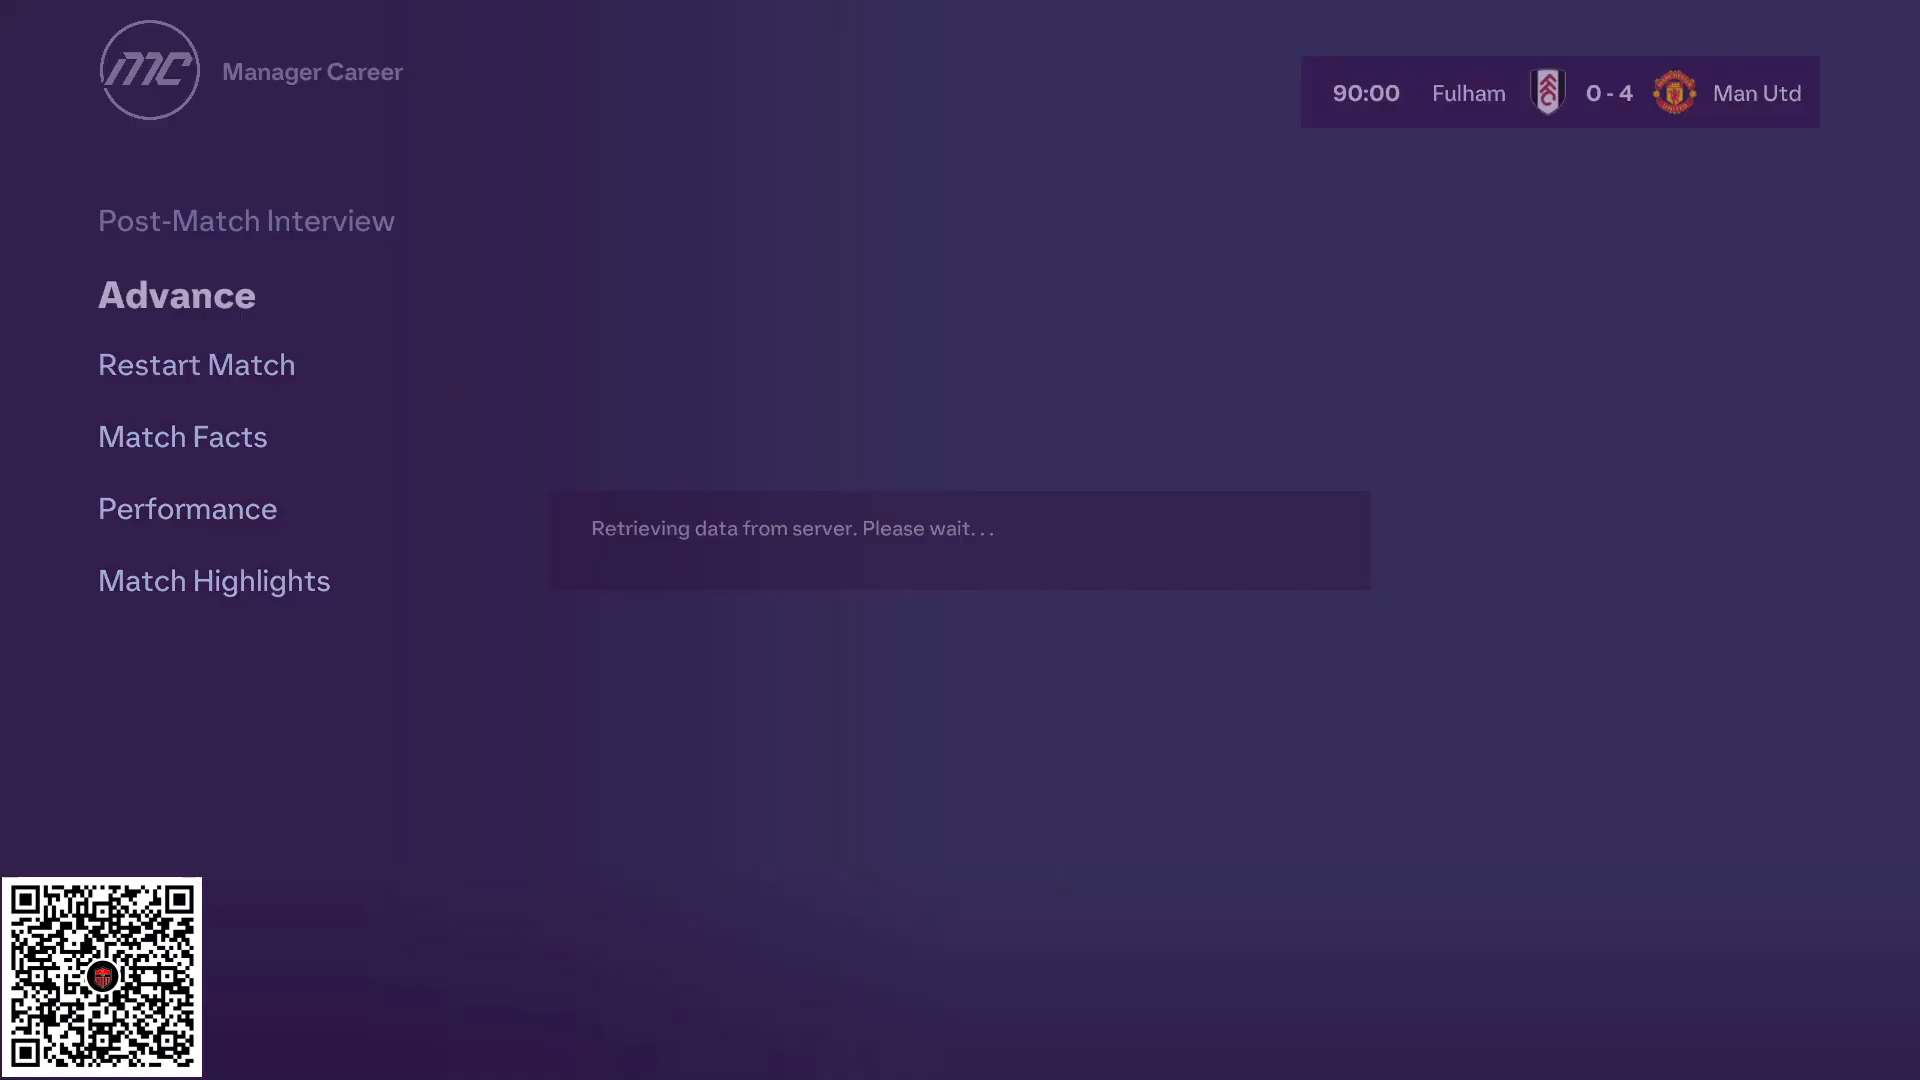 MC Manager Career
90:00 Fulham 0 - 4 Man Utd
Post-Match Interview
Advance
Restart Match
Match Facts
Performance
Match Highlights
Retrieving data from server. Please wait. . .